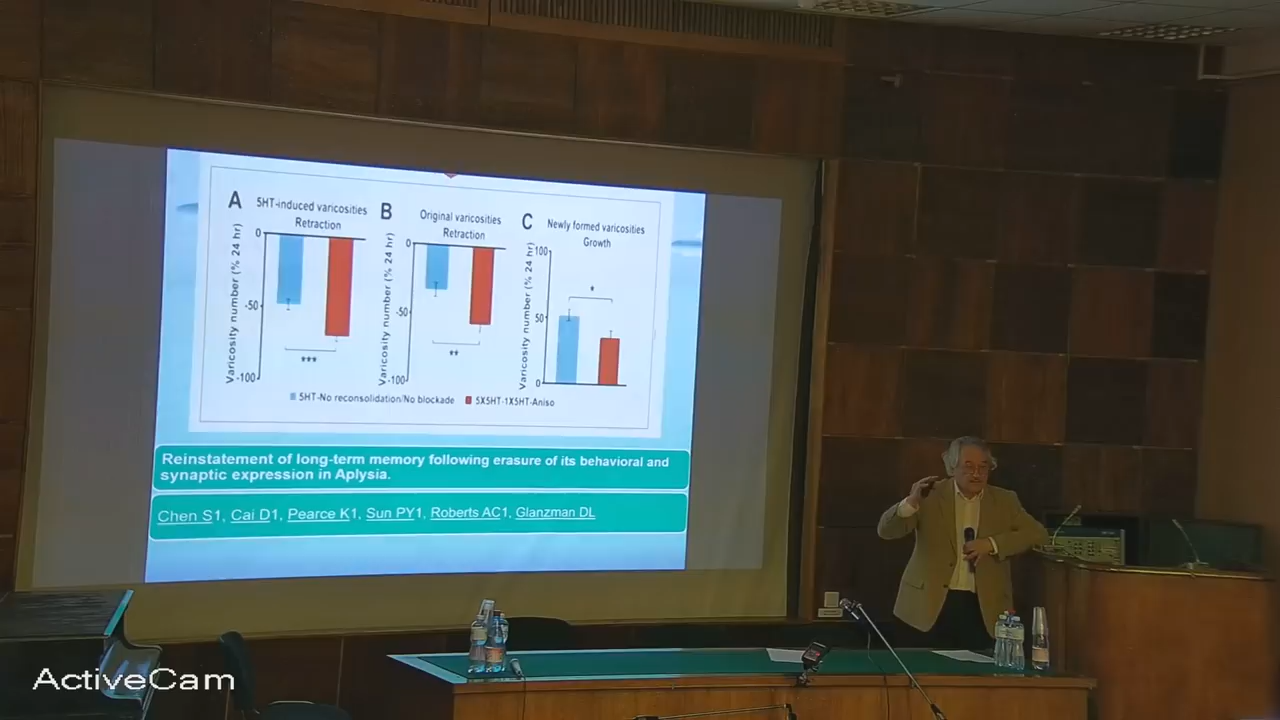 A
5HT-induced varicosities
Retraction
Varicosity number (% 24 hr)
0
-50
-100
***
B
Original varicosities
Retraction
Varicosity number (% 24 hr)
0
-50
-100
**
C
Newly formed varicosities
Growth
Varicosity number (% 24 hr)
100
50
0
*
5HT-No reconsolidation/No blockade
5X5HT-1X5HT-Aniso
Reinstatement of long-term memory following erasure of its behavioral and
synaptic expression in Aplysia.
Chen S1, Cai D1, Pearce K1, Sun PY1, Roberts AC1, Glanzman DL
ActiveCam